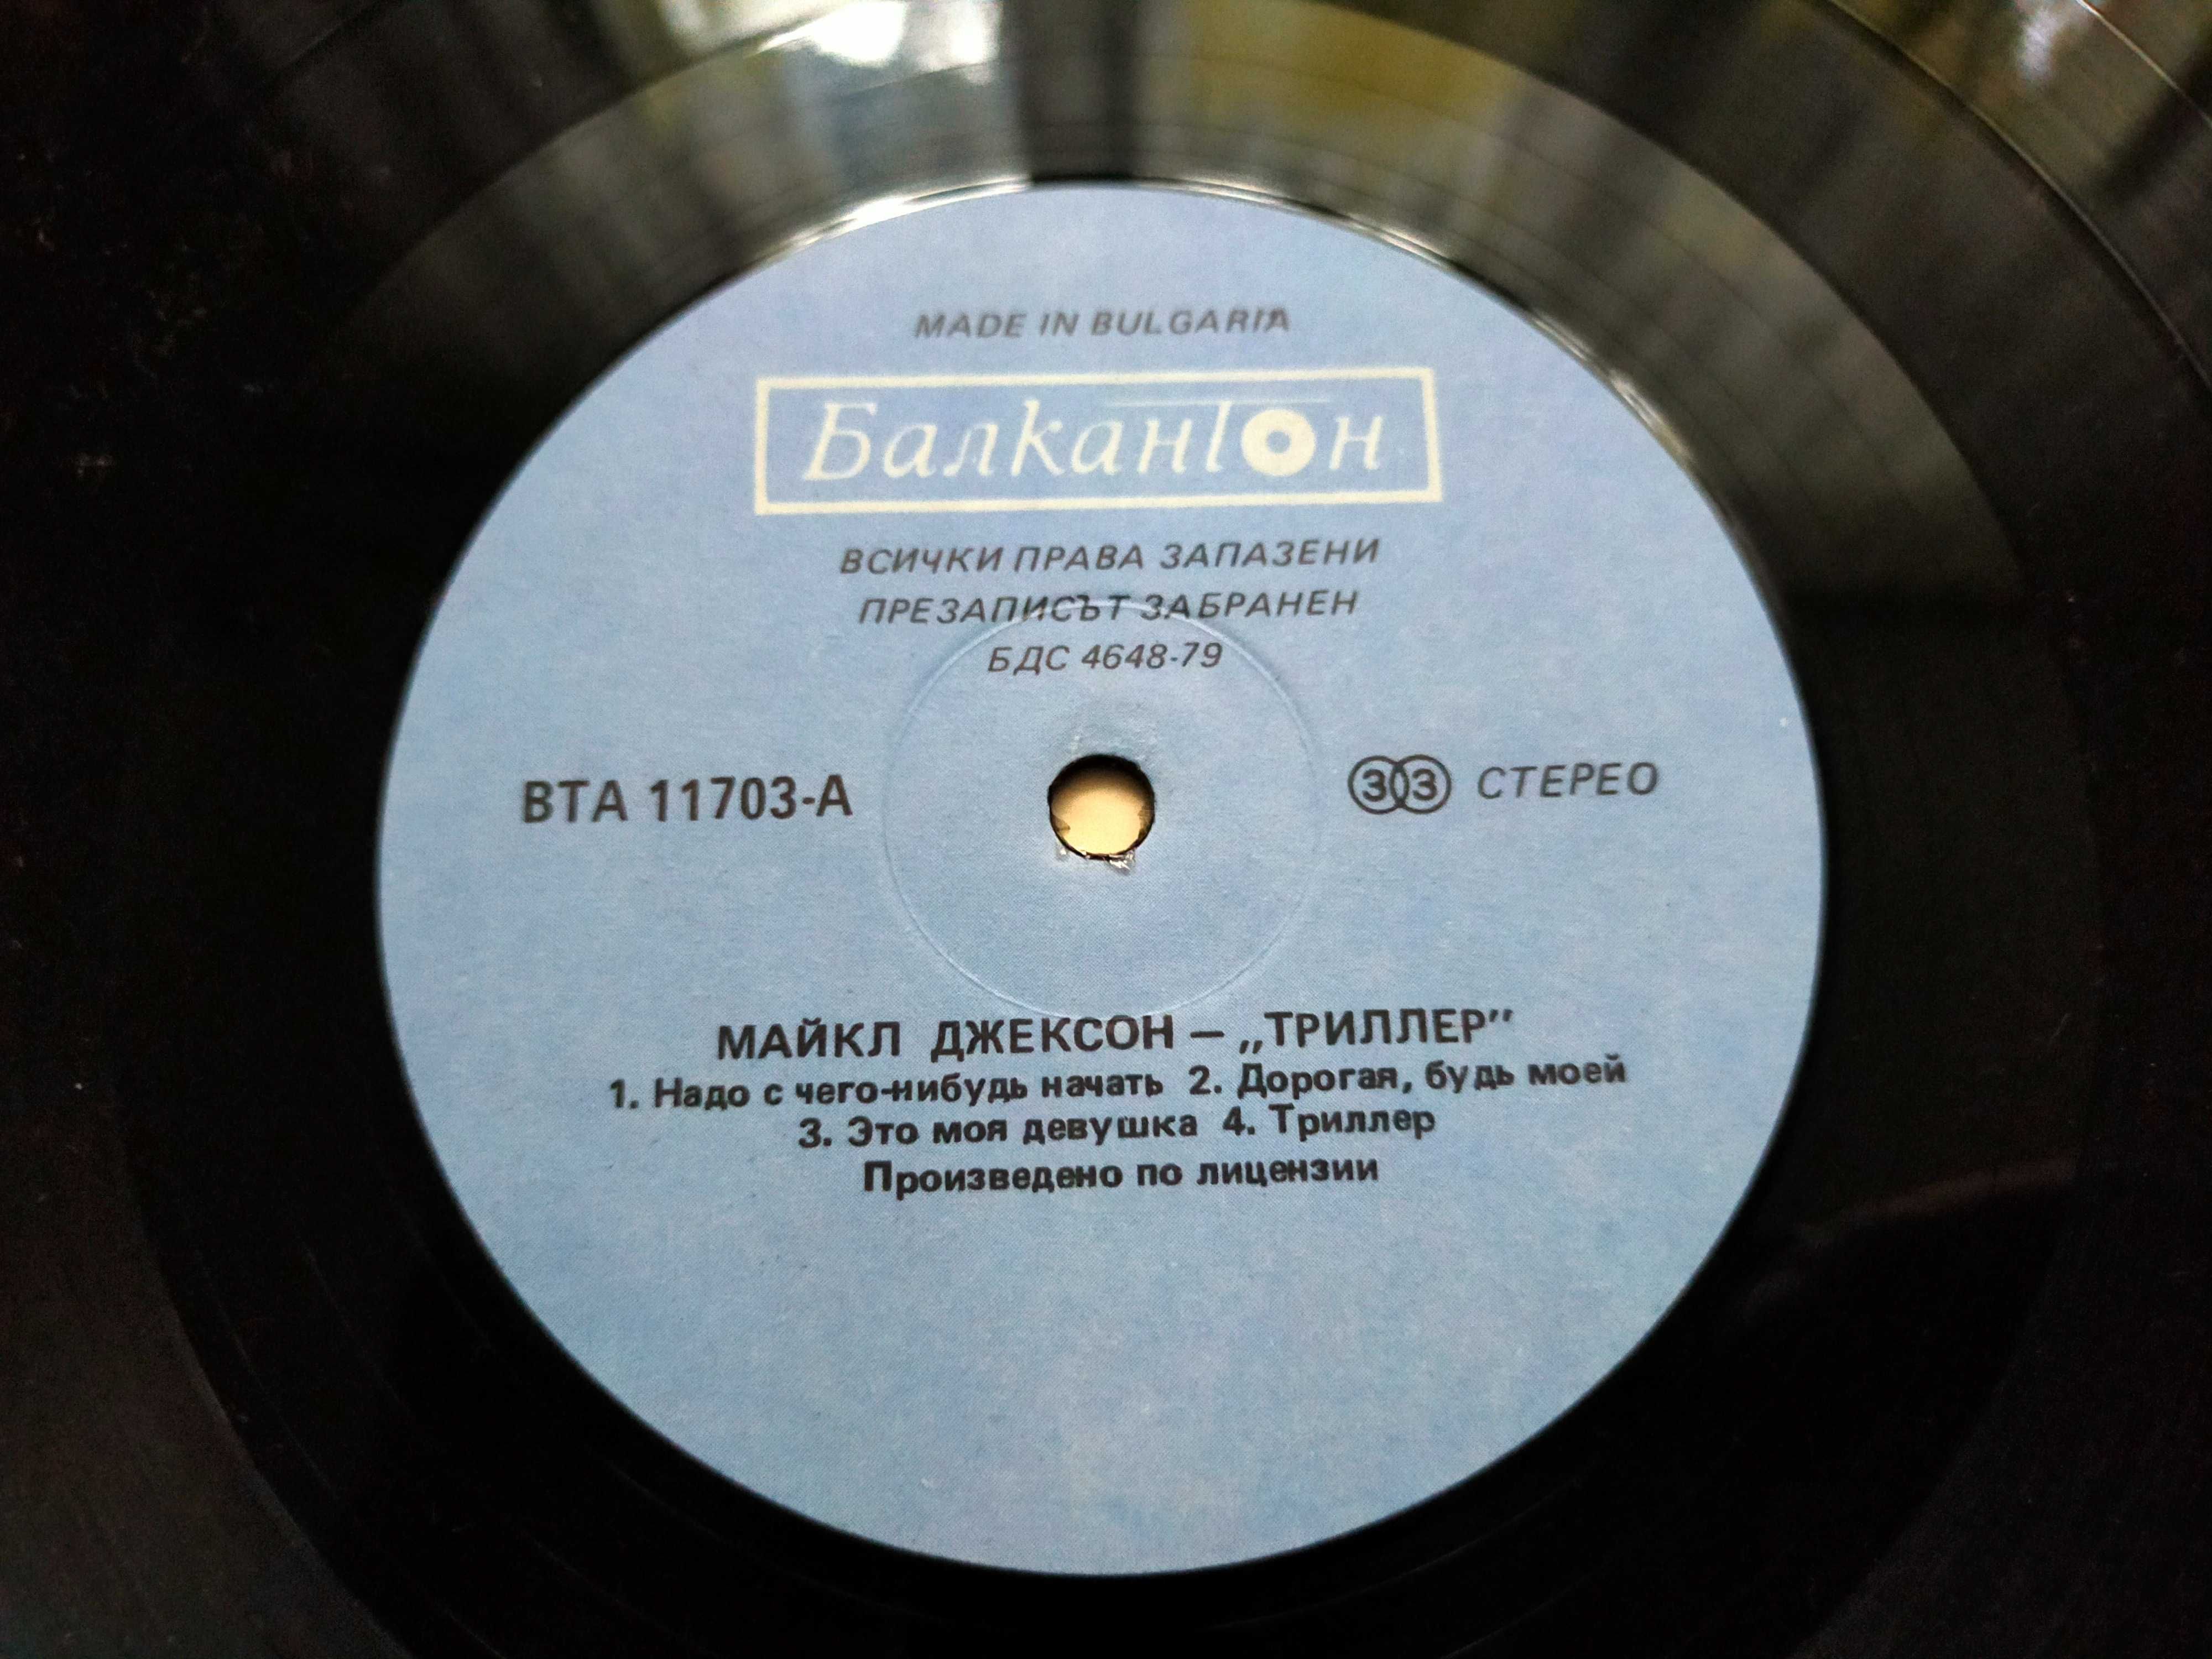 MADE IN BULGARIA
Балкантон
ВСИЧКИ ПРАВА ЗАПАЗЕНИ
ПРЕЗАПИСЪТ ЗАБРАНЕН
БДС 4648-79
ВТА 11703-А
33 СТЕРЕО
МАЙКЛ ДЖЕКСОН — „ТРИЛЛЕР”
1. Надо с чего-нибудь начать 2. Дорогая, будь моей
3. Это моя девушка 4. Триллер
Произведено по лицензии